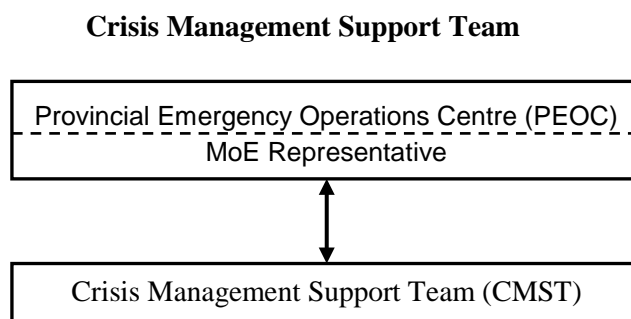 Crisis Management Support Team
Provincial Emergency Operations Centre (PEOC)
MoE Representative
Crisis Management Support Team (CMST)